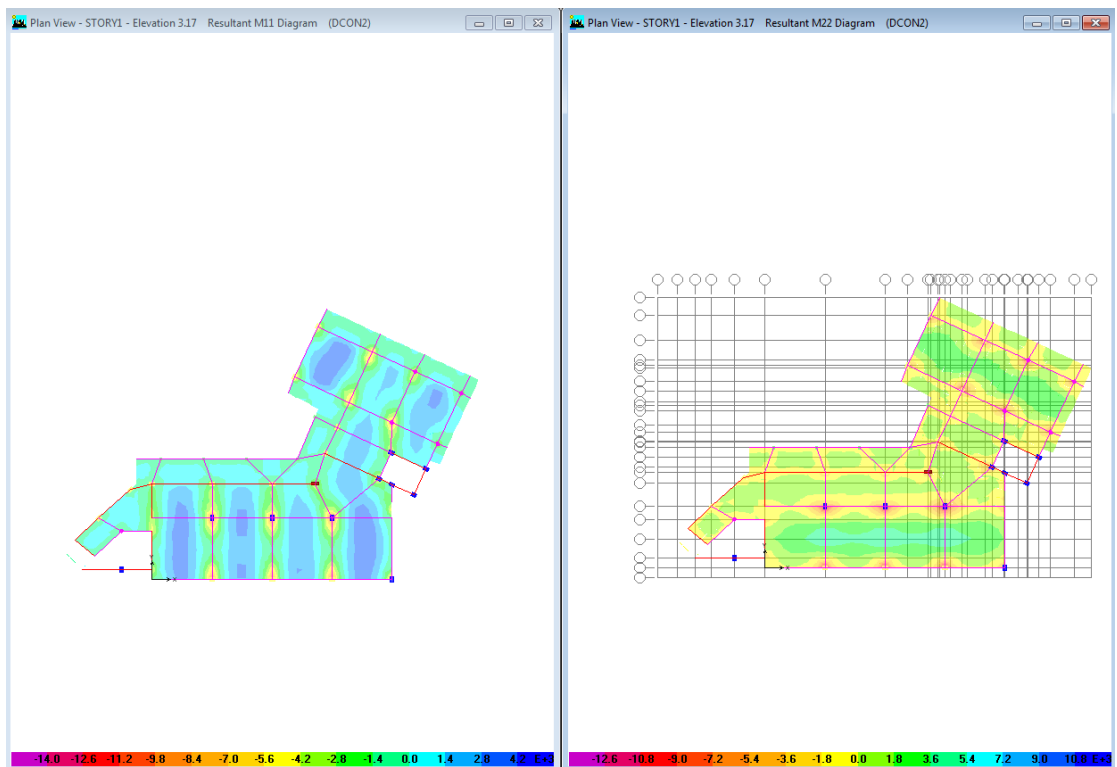 Plan View - STORY1 - Elevation 3.17 Resultant M11 Diagram (DCON2)
Plan View - STORY1 - Elevation 3.17 Resultant M22 Diagram (DCON2)
-14.0 -12.6 -11.2 -9.8 -8.4 -7.0 -5.6 -4.2 -2.8 -1.4 0.0 1.4 2.8 4.2
-12.6 -10.8 -9.0 -7.2 -5.4 -3.6 -1.8 0.0 1.8 3.6 5.4 7.2 9.0 10.8